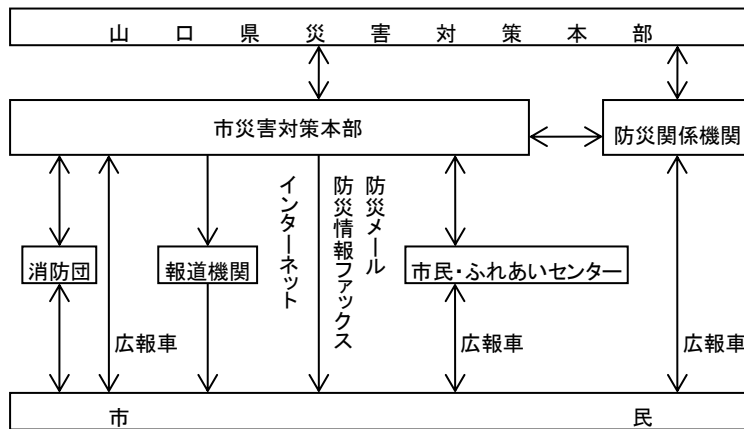 山口県災害対策本部
市災害対策本部
防災関係機関
インターネット
防災情報ファックス
防災メール
消防団
報道機関
市民・ふれあいセンター
広報車
広報車
広報車
市民